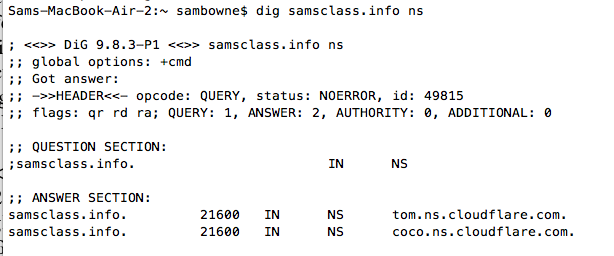 Sams-MacBook-Air-2:~ sambowne$ dig samsclass.info ns
; <<>> DiG 9.8.3-P1 <<>> samsclass.info ns
;; global options: +cmd
;; Got answer:
;; ->>HEADER<<- opcode: QUERY, status: NOERROR, id: 49815
;; flags: qr rd ra; QUERY: 1, ANSWER: 2, AUTHORITY: 0, ADDITIONAL: 0
;; QUESTION SECTION:
;samsclass.info. IN NS
;; ANSWER SECTION:
samsclass.info. 21600 IN NS tom.ns.cloudflare.com.
samsclass.info. 21600 IN NS coco.ns.cloudflare.com.